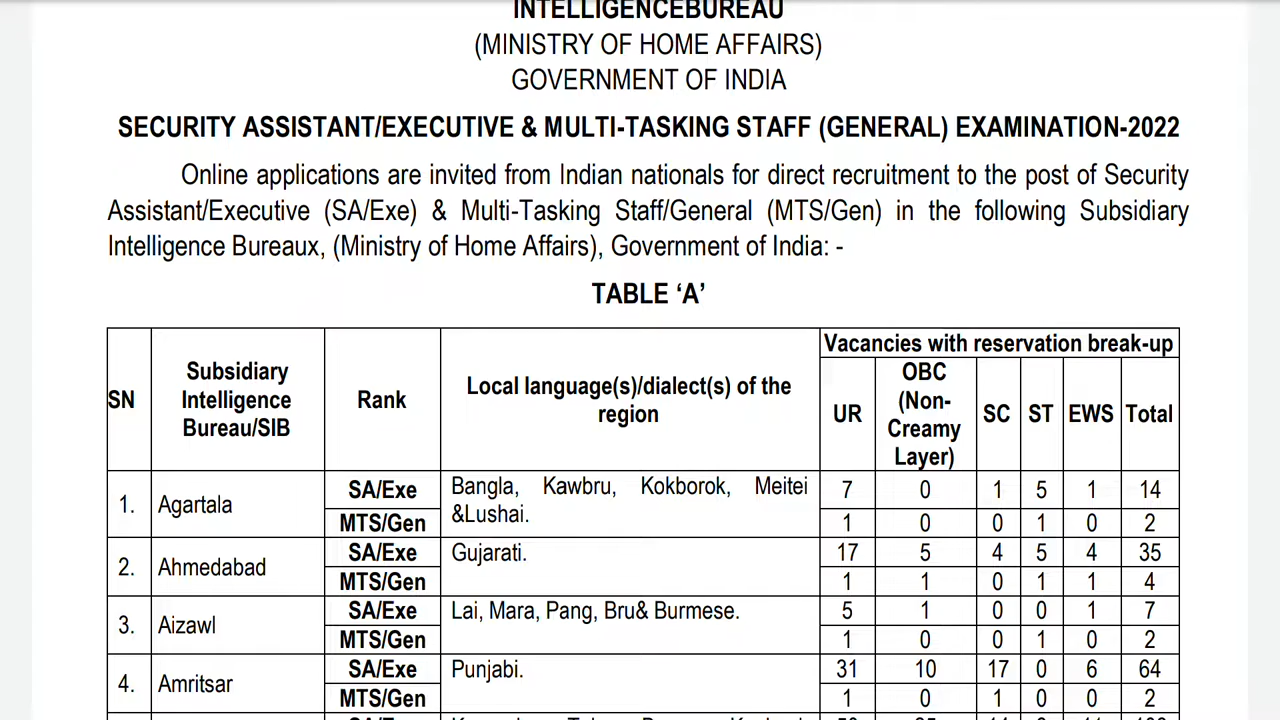 INTELLIGENCEBUREAU
(MINISTRY OF HOME AFFAIRS)
GOVERNMENT OF INDIA
SECURITY ASSISTANT/EXECUTIVE & MULTI-TASKING STAFF (GENERAL) EXAMINATION-2022
Online applications are invited from Indian nationals for direct recruitment to the post of Security
Assistant/Executive (SA/Exe) & Multi-Tasking Staff/General (MTS/Gen) in the following Subsidiary
Intelligence Bureaux, (Ministry of Home Affairs), Government of India: -
TABLE ‘A’
SN
Subsidiary
Intelligence
Bureau/SIB
Rank
Local language(s)/dialect(s) of the
region
Vacancies with reservation break-up
UR
OBC
(Non-
Creamy
Layer)
SC ST EWS Total
1. Agartala
SA/Exe Bangla, Kawbru, Kokborok, Meitei 7 0 1 5 1 14
&Lushai.
MTS/Gen 1 0 0 1 0 2
2. Ahmedabad
SA/Exe Gujarati. 17 5 4 5 4 35
MTS/Gen 1 1 0 1 1 4
3. Aizawl
SA/Exe Lai, Mara, Pang, Bru& Burmese. 5 1 0 0 1 7
MTS/Gen 1 0 0 1 0 2
4. Amritsar
SA/Exe Punjabi. 31 10 17 0 6 64
MTS/Gen 1 0 1 0 0 2